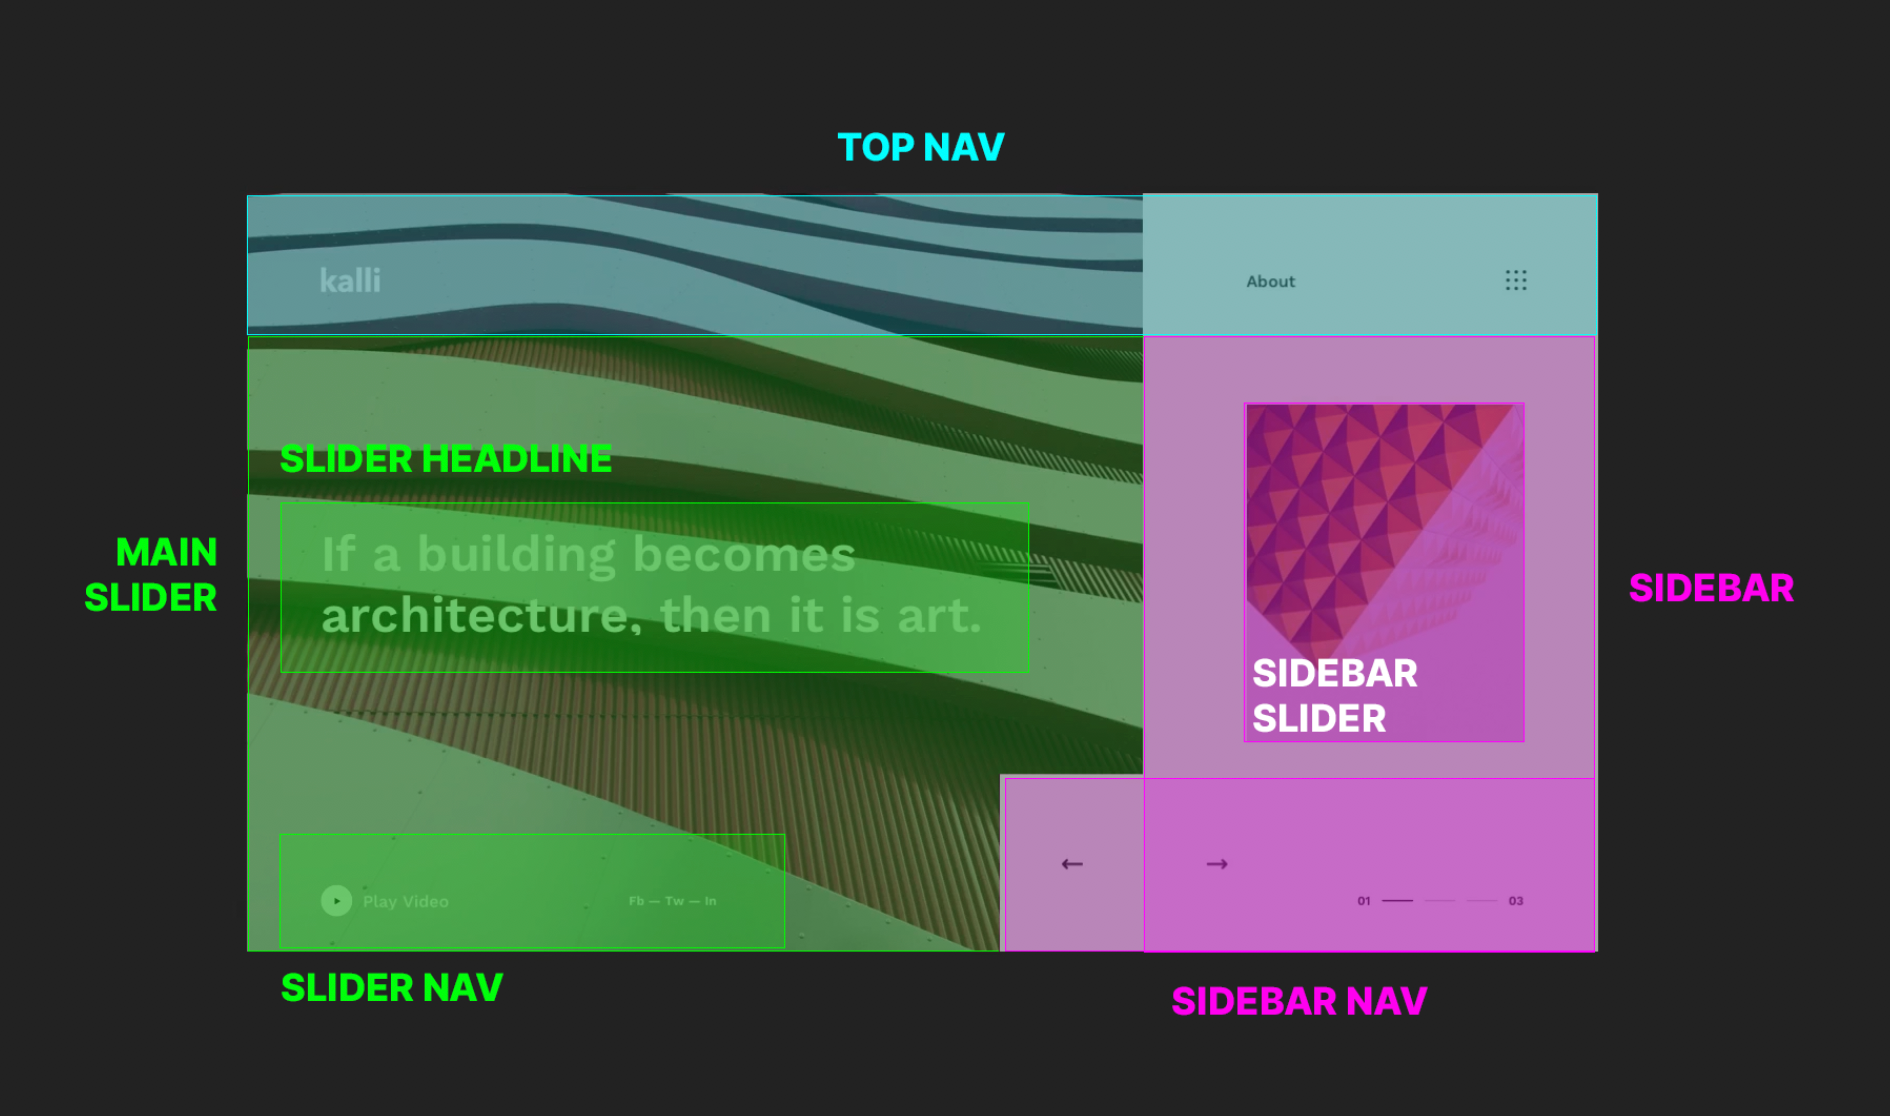 TOP NAV
kalli
About
SLIDER HEADLINE
MAIN
SLIDER
If a building becomes
architecture, then it is art.
SIDEBAR
SIDEBAR
SLIDER
Play Video
Fb — Tw — In
← →
01 03
SLIDER NAV
SIDEBAR NAV